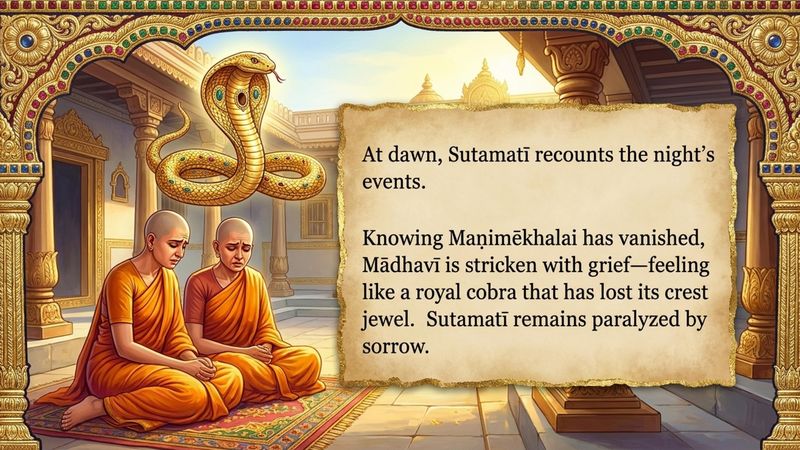 At dawn, Sutamatī recounts the night’s
events.
Knowing Maṇimēkhalai has vanished,
Mādhavī is stricken with grief—feeling
like a royal cobra that has lost its crest
jewel.  Sutamatī remains paralyzed by
sorrow.